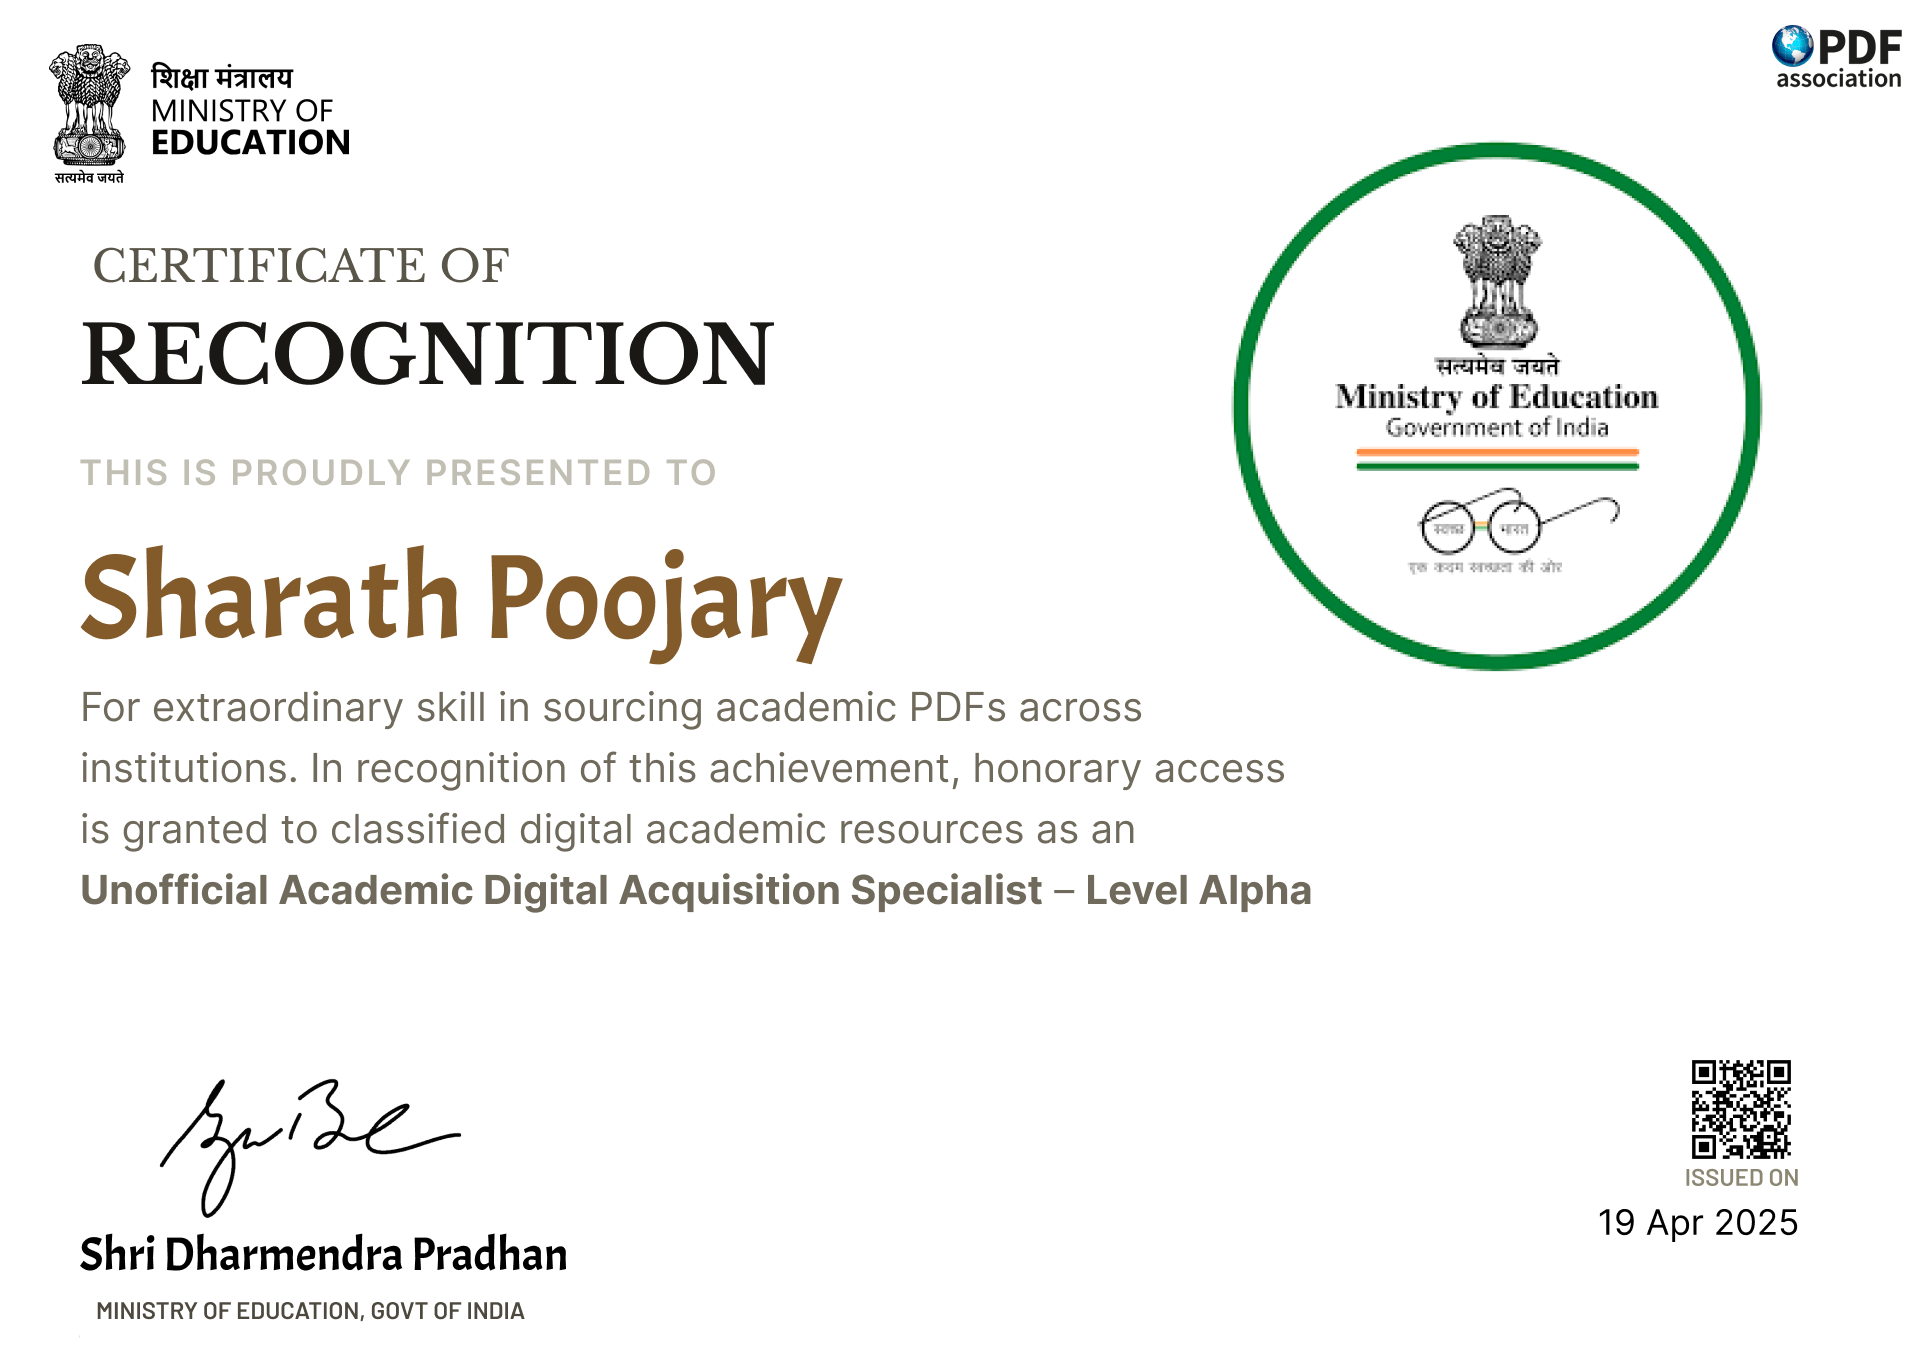 शिक्षा मंत्रालय
MINISTRY OF
EDUCATION
सत्यमेव जयते
PDF
association
CERTIFICATE OF
RECOGNITION
THIS IS PROUDLY PRESENTED TO
Sharath Poojary
सत्यमेव जयते
Ministry of Education
Government of India
स्वच्छ भारत
एक कदम स्वच्छता की ओर
For extraordinary skill in sourcing academic PDFs across
institutions. In recognition of this achievement, honorary access
is granted to classified digital academic resources as an
Unofficial Academic Digital Acquisition Specialist – Level Alpha
Shri Dharmendra Pradhan
MINISTRY OF EDUCATION, GOVT OF INDIA
ISSUED ON
19 Apr 2025